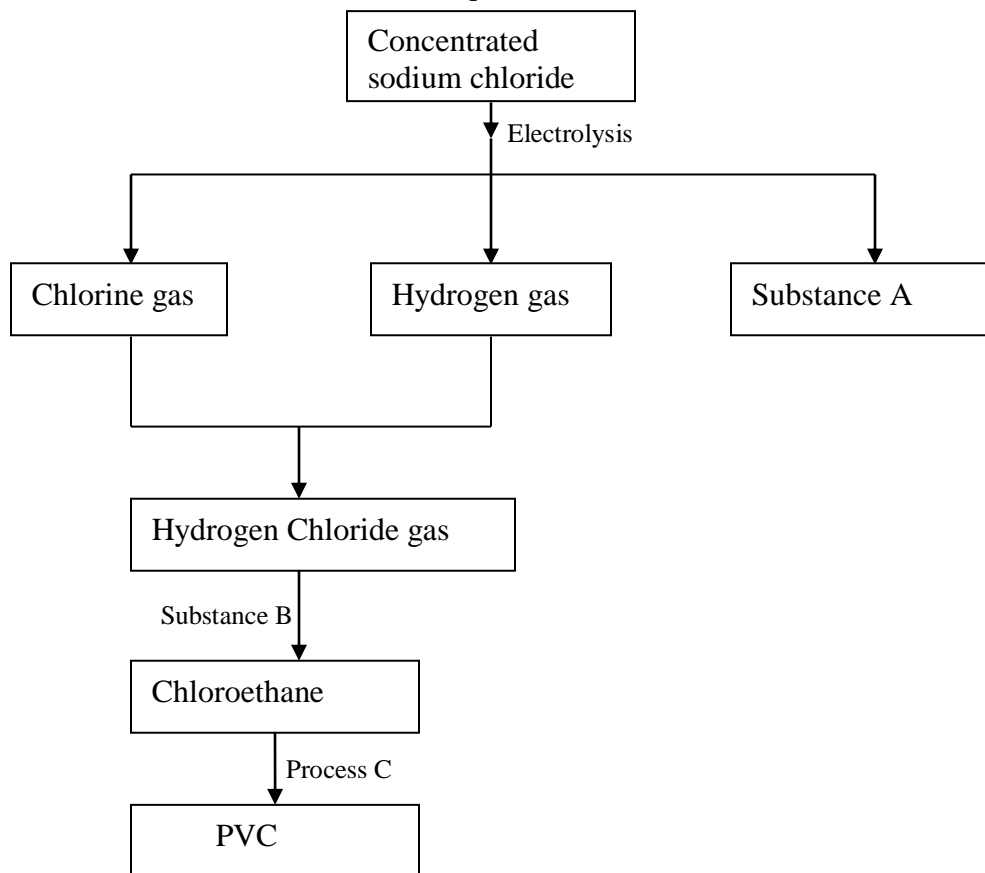 Concentrated
sodium chloride
Electrolysis
Chlorine gas
Hydrogen gas
Substance A
Hydrogen Chloride gas
Substance B
Chloroethane
Process C
PVC